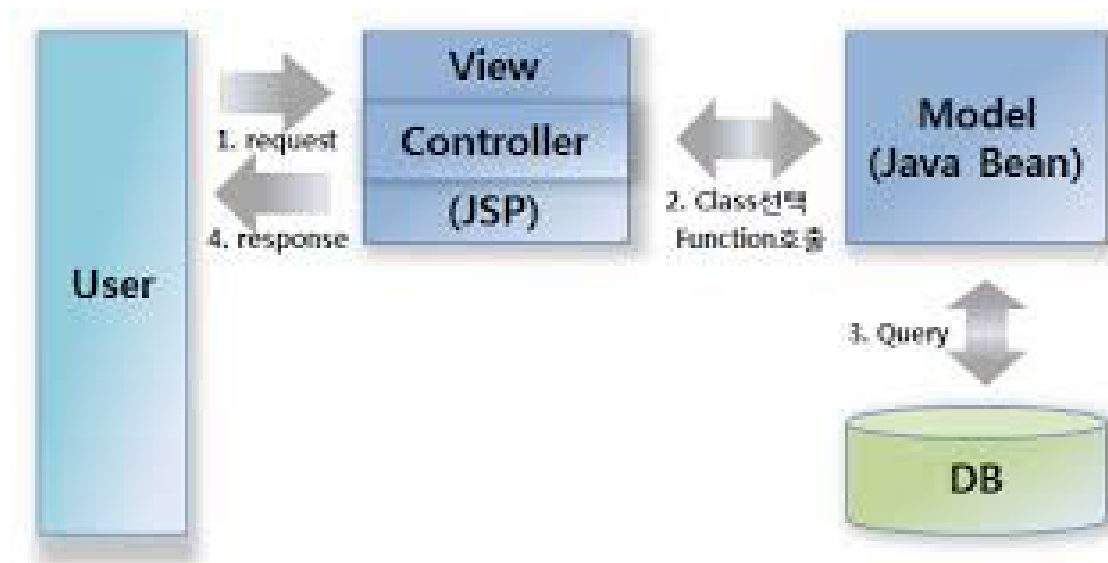 User
1. request
4. response
View
Controller
(JSP)
2. Class선택
Function호출
Model
(Java Bean)
3. Query
DB